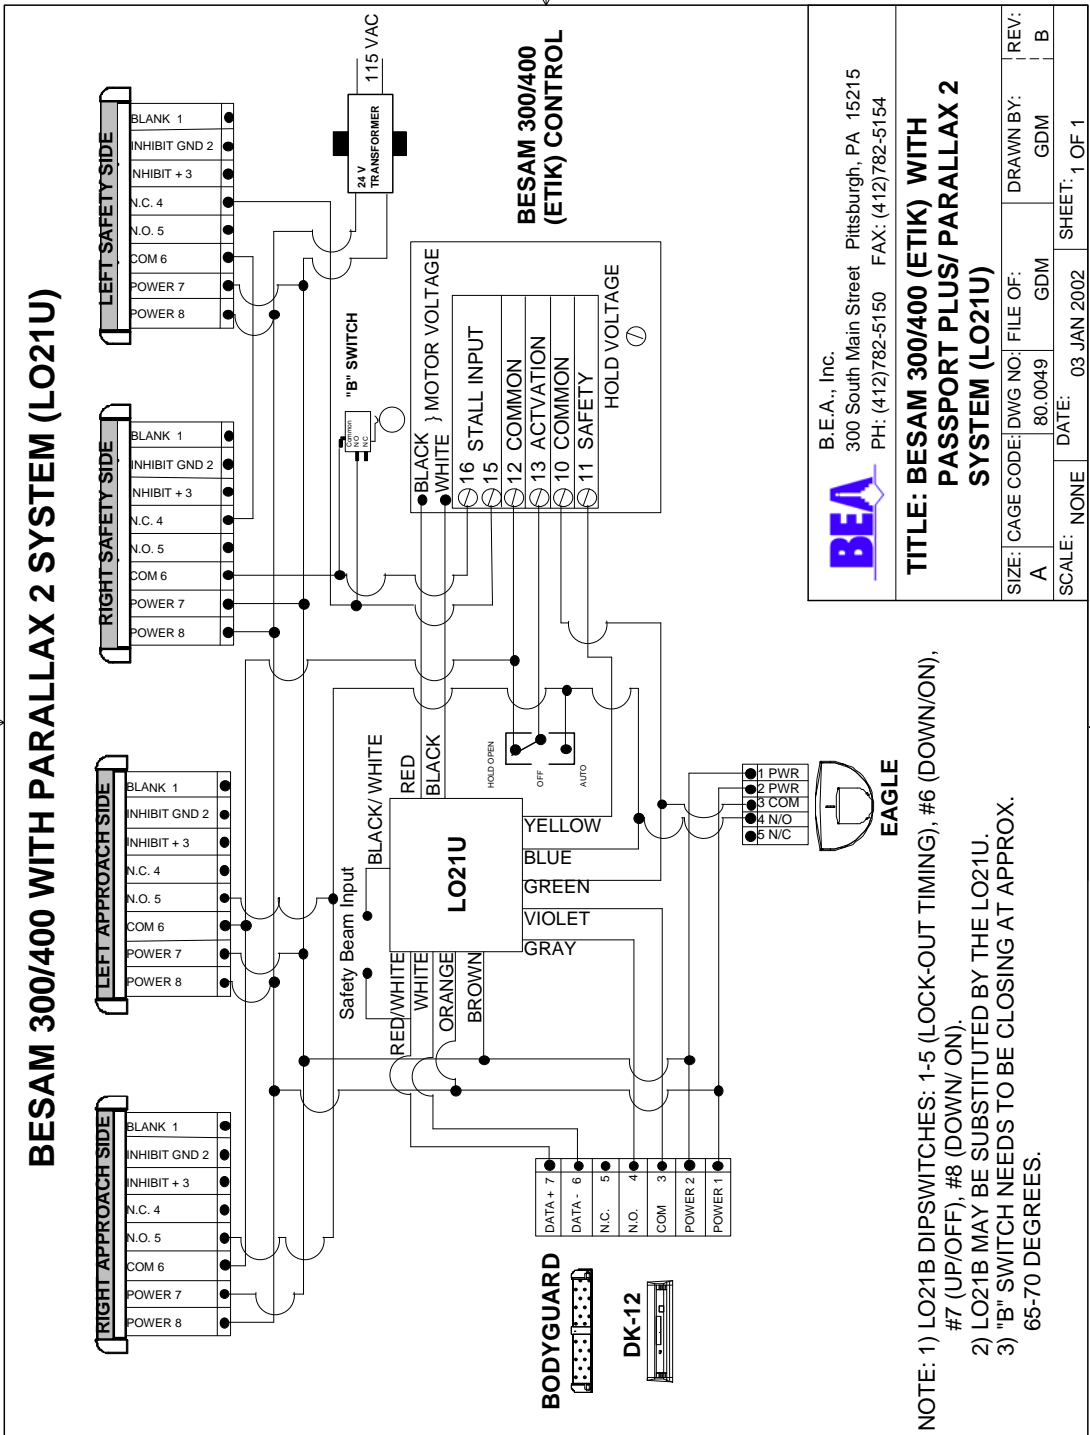 BESAM 300/400 WITH PARALLAX 2 SYSTEM (LO21U)
RIGHT APPROACH SIDE
BLANK 1
INHIBIT GND 2
INHIBIT + 3
N.C. 4
N.O. 5
COM 6
POWER 7
POWER 8
LEFT APPROACH SIDE
BLANK 1
INHIBIT GND 2
INHIBIT + 3
N.C. 4
N.O. 5
COM 6
POWER 7
POWER 8
RIGHT SAFETY SIDE
BLANK 1
INHIBIT GND 2
NHIBIT + 3
N.C. 4
N.O. 5
COM 6
POWER 7
POWER 8
LEFT SAFETY SIDE
BLANK 1
INHIBIT GND 2
NHIBIT + 3
N.C. 4
N.O. 5
COM 6
POWER 7
POWER 8
115 VAC
24 V
TRANSFORMER
"B" SWITCH
Common
NO
NC
BESAM 300/400
(ETIK) CONTROL
BLACK
WHITE
} MOTOR VOLTAGE
16 STALL INPUT
15
12 COMMON
13 ACTVATION
10 COMMON
11 SAFETY
HOLD VOLTAGE
Safety Beam Input
BLACK/ WHITE
RED
BLACK
RED/WHITE
WHITE
ORANGE
BROWN
LO21U
YELLOW
BLUE
GREEN
VIOLET
GRAY
HOLD OPEN
OFF
AUTO
BODYGUARD
DK-12
DATA + 7
DATA - 6
N.C. 5
N.O. 4
COM 3
POWER 2
POWER 1
1 PWR
2 PWR
3 COM
4 N/O
5 N/C
EAGLE
NOTE: 1) LO21B DIPSWITCHES: 1-5 (LOCK-OUT TIMING), #6 (DOWN/ON),
#7 (UP/OFF), #8 (DOWN/ ON).
2) LO21B MAY BE SUBSTITUTED BY THE LO21U.
3) "B" SWITCH NEEDS TO BE CLOSING AT APPROX.
65-70 DEGREES.
BEA
B.E.A., Inc.
300 South Main Street Pittsburgh, PA 15215
PH: (412)782-5150 FAX: (412)782-5154
TITLE: BESAM 300/400 (ETIK) WITH
PASSPORT PLUS/ PARALLAX 2
SYSTEM (LO21U)
SIZE: A
CAGE CODE:
DWG NO: 80.0049
FILE OF: GDM
DRAWN BY: GDM
REV: B
SCALE: NONE
DATE: 03 JAN 2002
SHEET: 1 OF 1